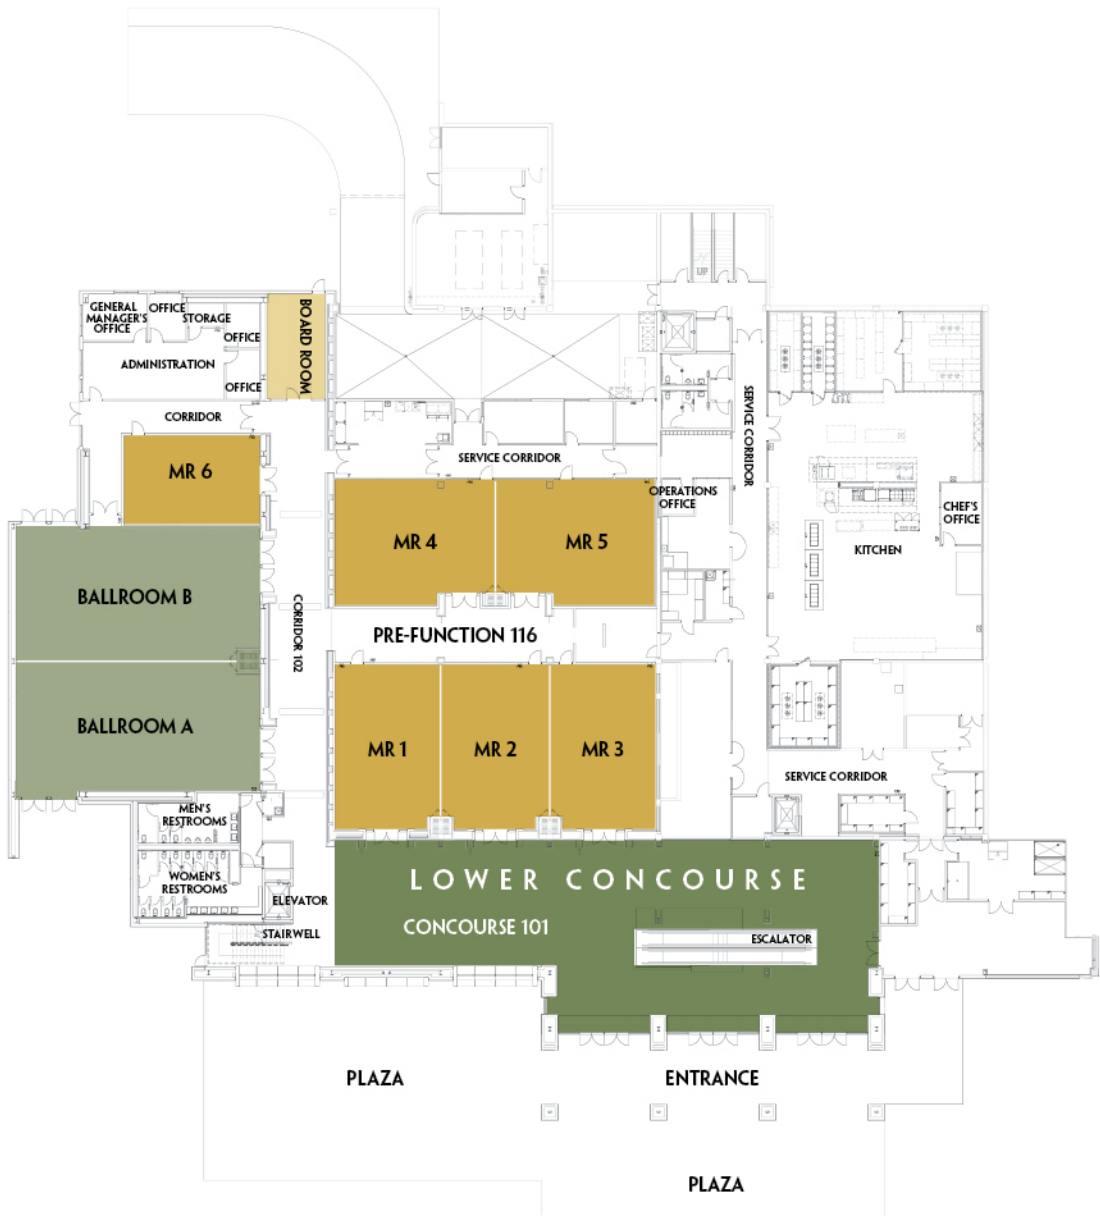 UP
GENERAL
MANAGER'S
OFFICE
OFFICE
STORAGE
OFFICE
ADMINISTRATION
OFFICE
BOARD ROOM
CORRIDOR
SERVICE CORRIDOR
SERVICE CORRIDOR
MR 6
OPERATIONS
OFFICE
CHEF'S
OFFICE
MR 4
MR 5
KITCHEN
BALLROOM B
CORRIDOR 102
PRE-FUNCTION 116
BALLROOM A
MR 1
MR 2
MR 3
SERVICE CORRIDOR
MEN'S
RESTROOMS
WOMEN'S
RESTROOMS
ELEVATOR
STAIRWELL
LOWER CONCOURSE
CONCOURSE 101
ESCALATOR
PLAZA
ENTRANCE
PLAZA